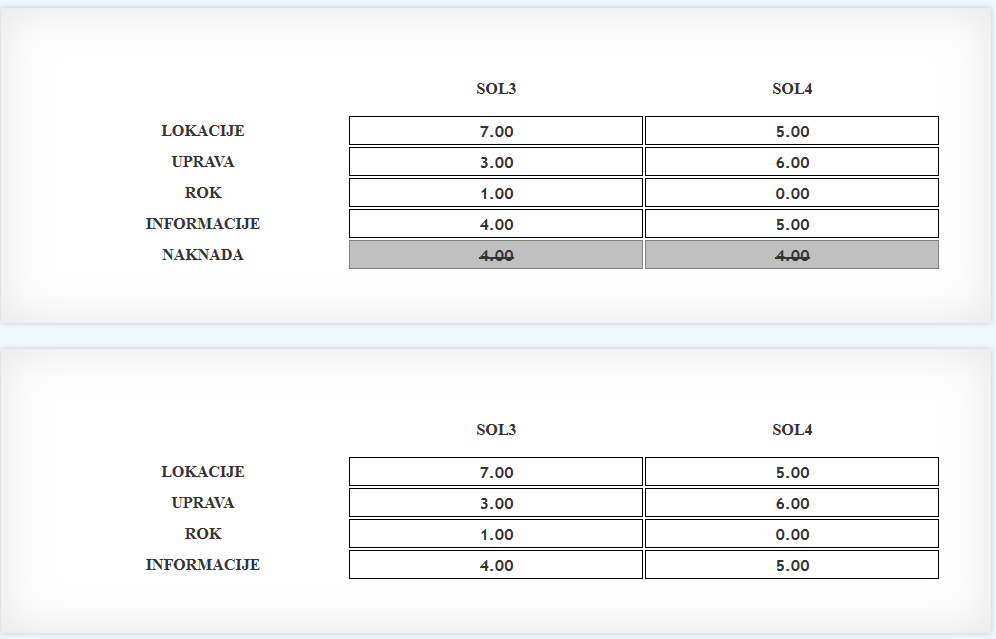 SOL3 SOL4
LOKACIJE 7.00 5.00
UPRAVA 3.00 6.00
ROK 1.00 0.00
INFORMACIJE 4.00 5.00
NAKNADA 4.00 4.00
SOL3 SOL4
LOKACIJE 7.00 5.00
UPRAVA 3.00 6.00
ROK 1.00 0.00
INFORMACIJE 4.00 5.00